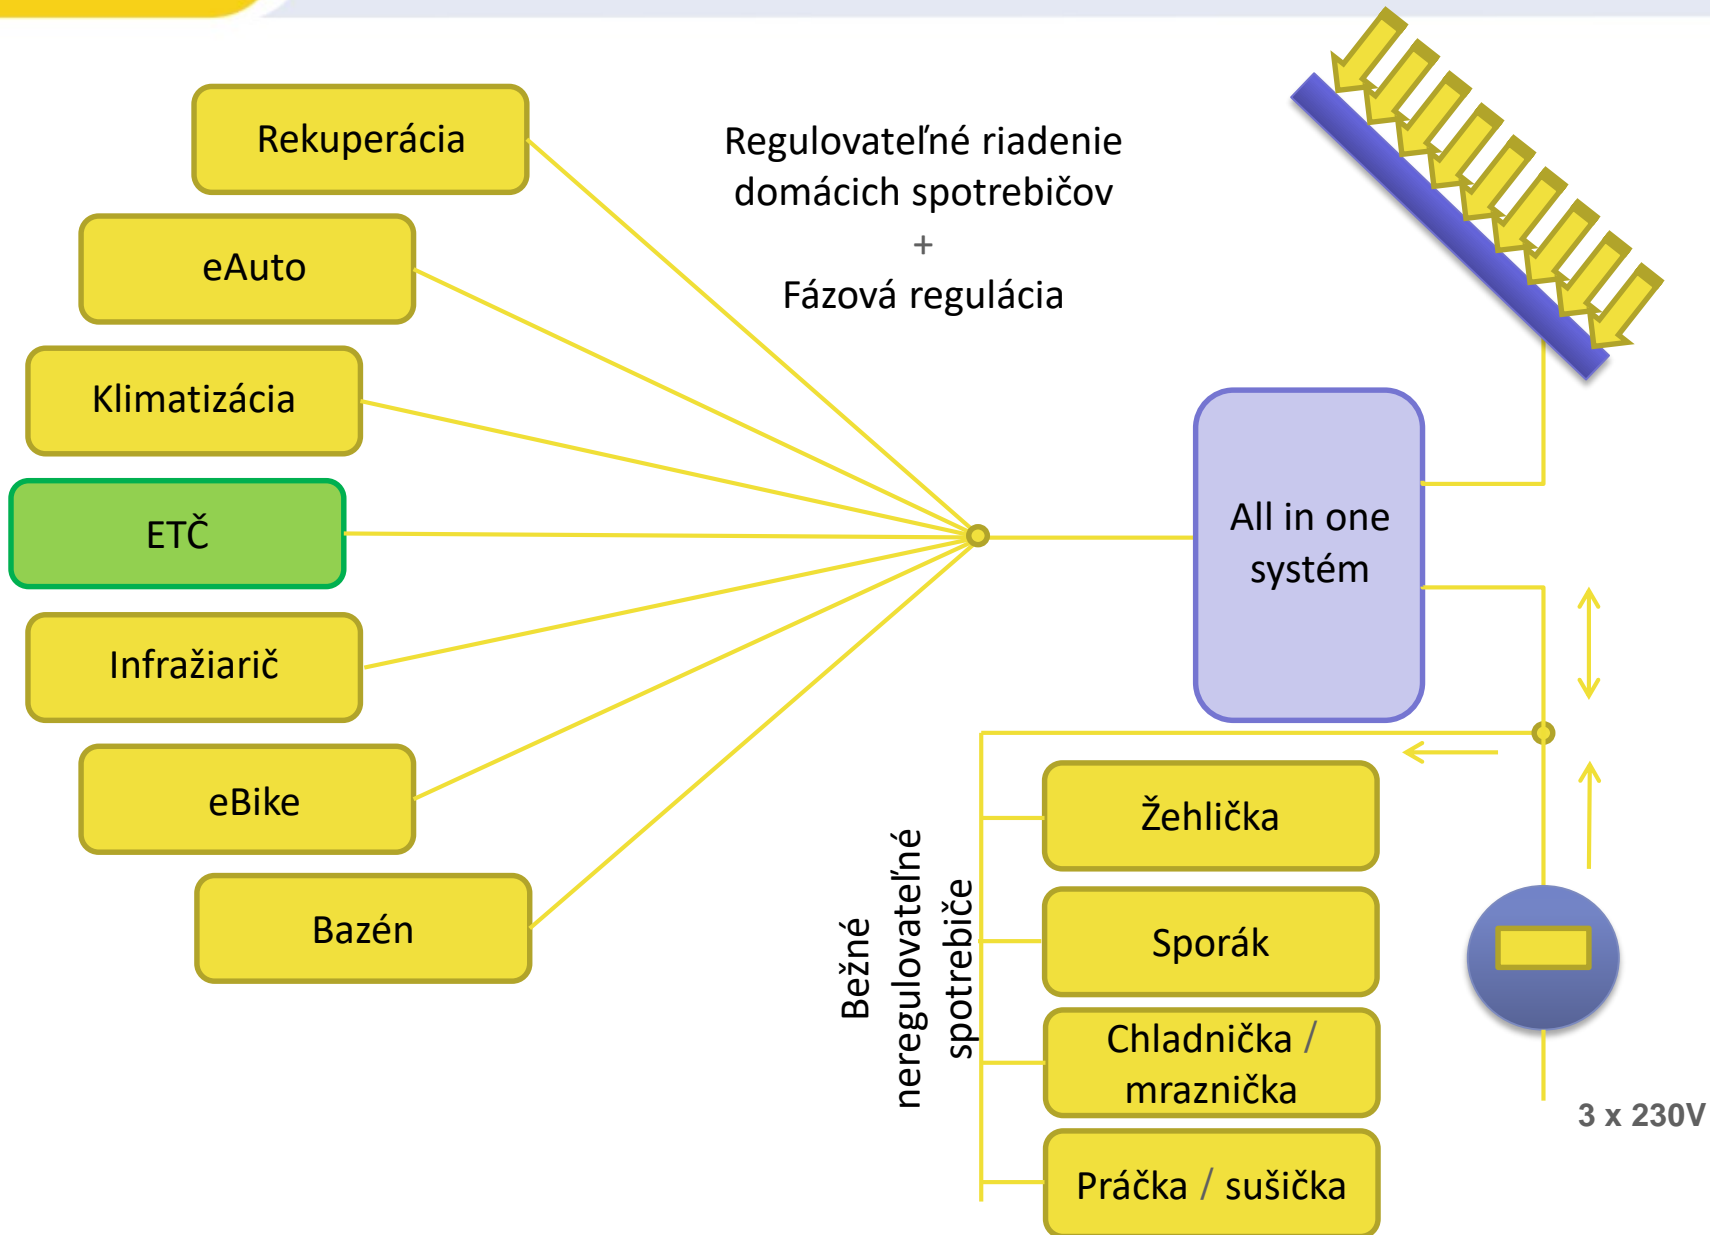 Rekuperácia
eAuto
Klimatizácia
ETČ
Infražiarič
eBike
Bazén
Regulovateľné riadenie
domácich spotrebičov
+
Fázová regulácia
All in one
systém
Bežné
neregulovateľné
spotrebiče
Žehlička
Sporák
Chladnička /
mraznička
Práčka / sušička
3 x 230V